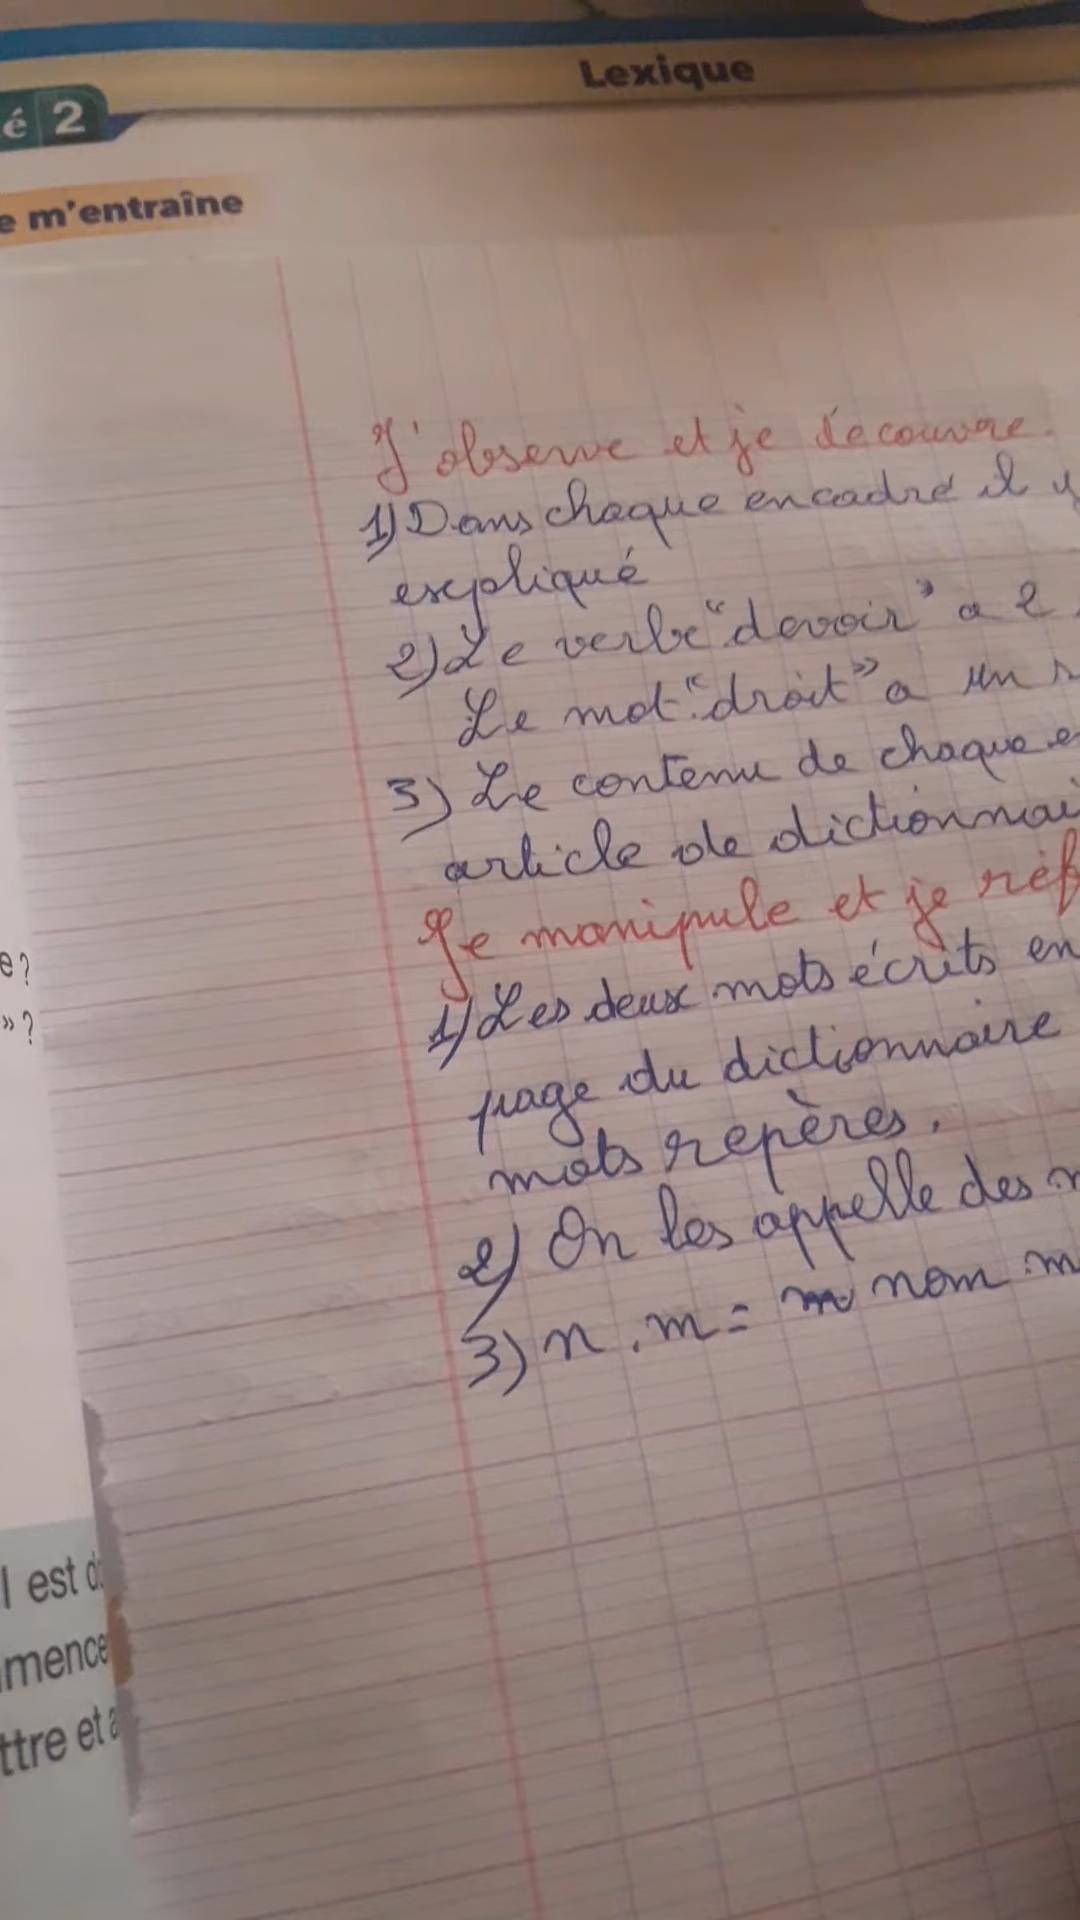 Lexique
é 2
e m'entraîne
J'observe et je découvre.
1) Dans chaque encadré il y
expliqué
2) Le verbe "devoir" a 2
Le mot "droit" a un
3) Le contenu de chaque e
article de dictionnai
Je manipule et je réf
1) Les deux mots écrits en
page du dictionnaire
mots repères.
2) On les appelle des m
3) n.m = nom m
e ?
» ?
l est d
mmence
ttre et a